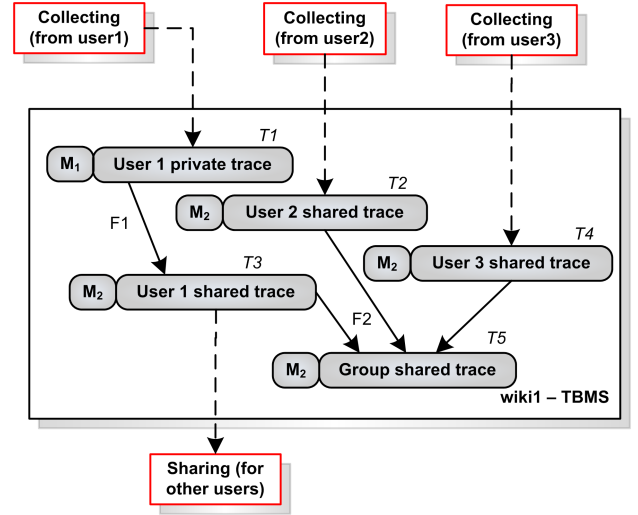 Collecting
(from user1)
Collecting
(from user2)
Collecting
(from user3)
T1
M1 User 1 private trace
T2
M2 User 2 shared trace
F1
T4
M2 User 3 shared trace
T3
M2 User 1 shared trace
F2
T5
M2 Group shared trace
wiki1 – TBMS
Sharing (for
other users)